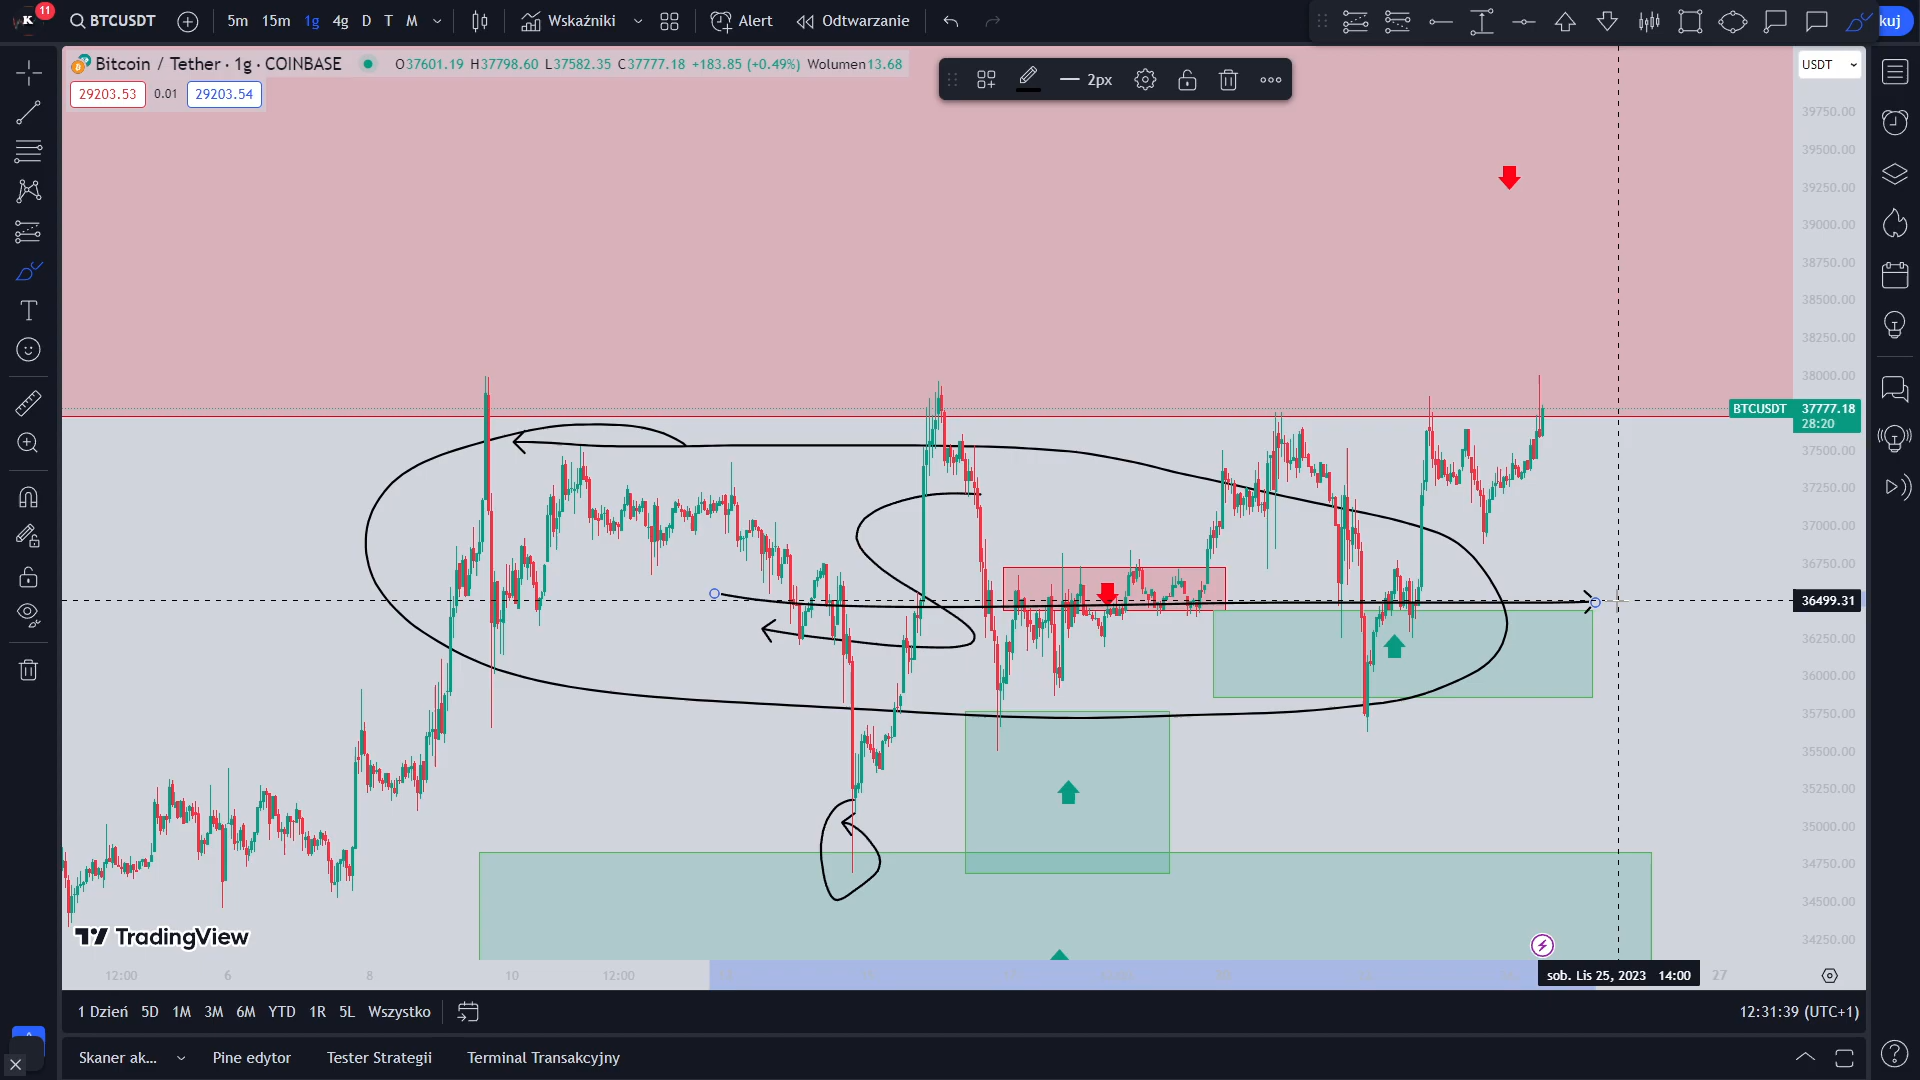 K
11
BTCUSDT
5m
15m
1g
4g
D
T
M
Wskaźniki
Alert
Odtwarzanie
kuj
Bitcoin / Tether · 1g · COINBASE
O37601.19 H37798.60 L37582.35 C37777.18 +183.85 (+0.49%) Wolumen13.68
29203.53
0.01
29203.54
2px
USDT
39750.00
39500.00
39250.00
39000.00
38750.00
38500.00
38250.00
38000.00
BTCUSDT
37777.18
28:20
37500.00
37250.00
37000.00
36750.00
36499.31
36250.00
36000.00
35750.00
35500.00
35250.00
35000.00
34750.00
34500.00
34250.00
TradingView
12:00
6
8
10
12:00
sob. Lis 25, 2023 14:00
27
1 Dzień
5D
1M
3M
6M
YTD
1R
5L
Wszystko
12:31:39 (UTC+1)
Skaner ak...
Pine edytor
Tester Strategii
Terminal Transakcyjny